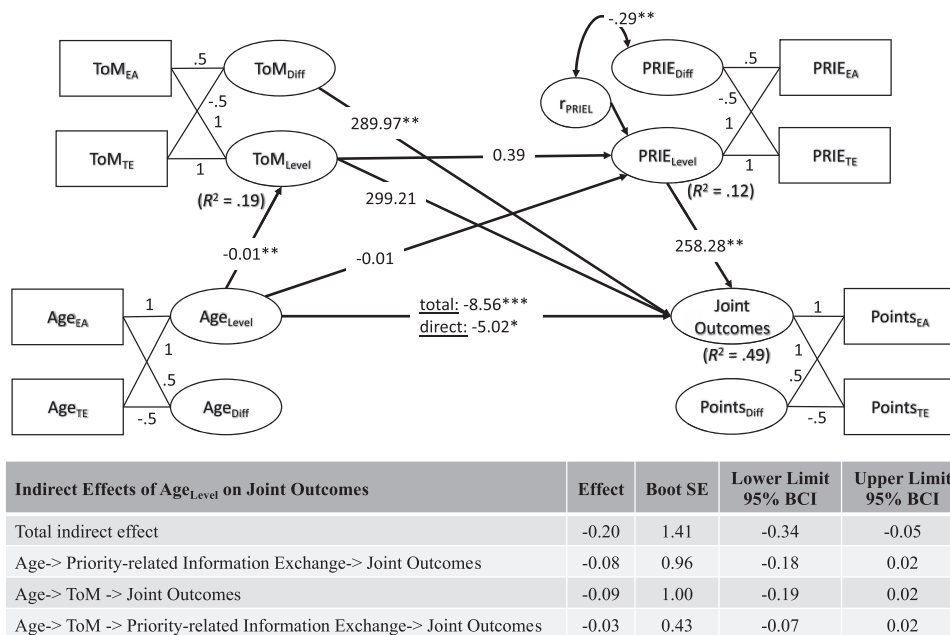 -.29**
ToM_EA
.5
ToM_Diff
PRIE_Diff
.5
PRIE_EA
-.5
-.5
r_PRIEL
1
289.97**
1
ToM_TE
1
ToM_Level
0.39
PRIE_Level
1
PRIE_TE
(R² = .19)
299.21
(R² = .12)
-0.01**
-0.01
258.28**
Age_EA
1
Age_Level
total: -8.56***
direct: -5.02*
Joint
Outcomes
1
Points_EA
1
(R² = .49)
1
.5
.5
Age_TE
-.5
Age_Diff
Points_Diff
-.5
Points_TE
Indirect Effects of Age_Level on Joint Outcomes Effect Boot SE Lower Limit 95% BCI Upper Limit 95% BCI
Total indirect effect -0.20 1.41 -0.34 -0.05
Age-> Priority-related Information Exchange-> Joint Outcomes -0.08 0.96 -0.18 0.02
Age-> ToM -> Joint Outcomes -0.09 1.00 -0.19 0.02
Age-> ToM -> Priority-related Information Exchange-> Joint Outcomes -0.03 0.43 -0.07 0.02